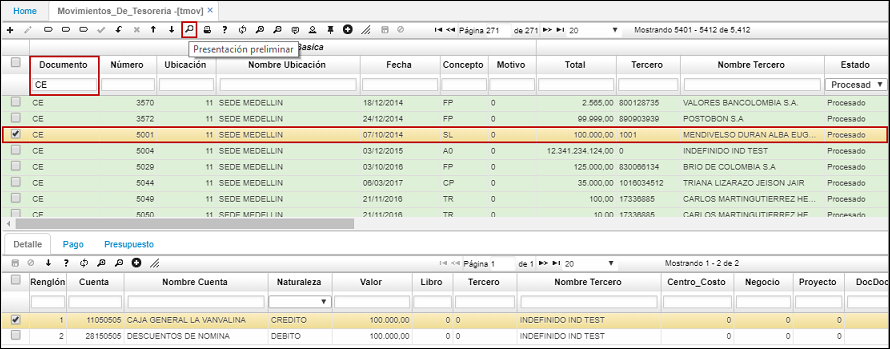 Home Movimientos_De_Tesoreria -[tmov] ×
Página 271 de 271 20 Mostrando 5401 - 5412 de 5,412
Presentación preliminar Basica
Documento Número Ubicación Nombre Ubicación Fecha Concepto Motivo Total Tercero Nombre Tercero Estado
CE Procesad
CE 3570 11 SEDE MEDELLIN 18/12/2014 FP 0 2.565,00 800128735 VALORES BANCOLOMBIA S.A. Procesado
CE 3572 11 SEDE MEDELLIN 24/12/2014 FP 0 99.999,00 890903939 POSTOBON S.A Procesado
CE 5001 11 SEDE MEDELLIN 07/10/2014 SL 0 100.000,00 1001 MENDIVELSO DURAN ALBA EUG... Procesado
CE 5004 11 SEDE MEDELLIN 03/12/2015 A0 0 12.341.234.124,00 0 INDEFINIDO IND TEST Procesado
CE 5029 11 SEDE MEDELLIN 03/10/2016 FP 0 125.000,00 830066134 BRIO DE COLOMBIA S.A Procesado
CE 5044 11 SEDE MEDELLIN 06/03/2017 CP 0 35.000,00 1016034512 TRIANA LIZARAZO JEISON JAIR Procesado
CE 5049 11 SEDE MEDELLIN 21/11/2016 TR 0 100,00 17336885 CARLOS MARTINGUTIERREZ HE... Procesado
CE 5050 11 SEDE MEDELLIN 21/11/2016 TR 0 10,00 17336885 CARLOS MARTINGUTIERREZ HE... Procesado
Detalle Pago Presupuesto
Página 1 de 1 20 Mostrando 1 - 2 de 2
Renglón Cuenta Nombre Cuenta Naturaleza Valor Libro Tercero Nombre Tercero Centro_Costo Negocio Proyecto DocDoc
1 11050505 CAJA GENERAL LA VANVALINA CREDITO 100.000,00 0 0 INDEFINIDO IND TEST 0 0 0
2 28150505 DESCUENTOS DE NOMINA DEBITO 100.000,00 0 0 INDEFINIDO IND TEST 0 0 0